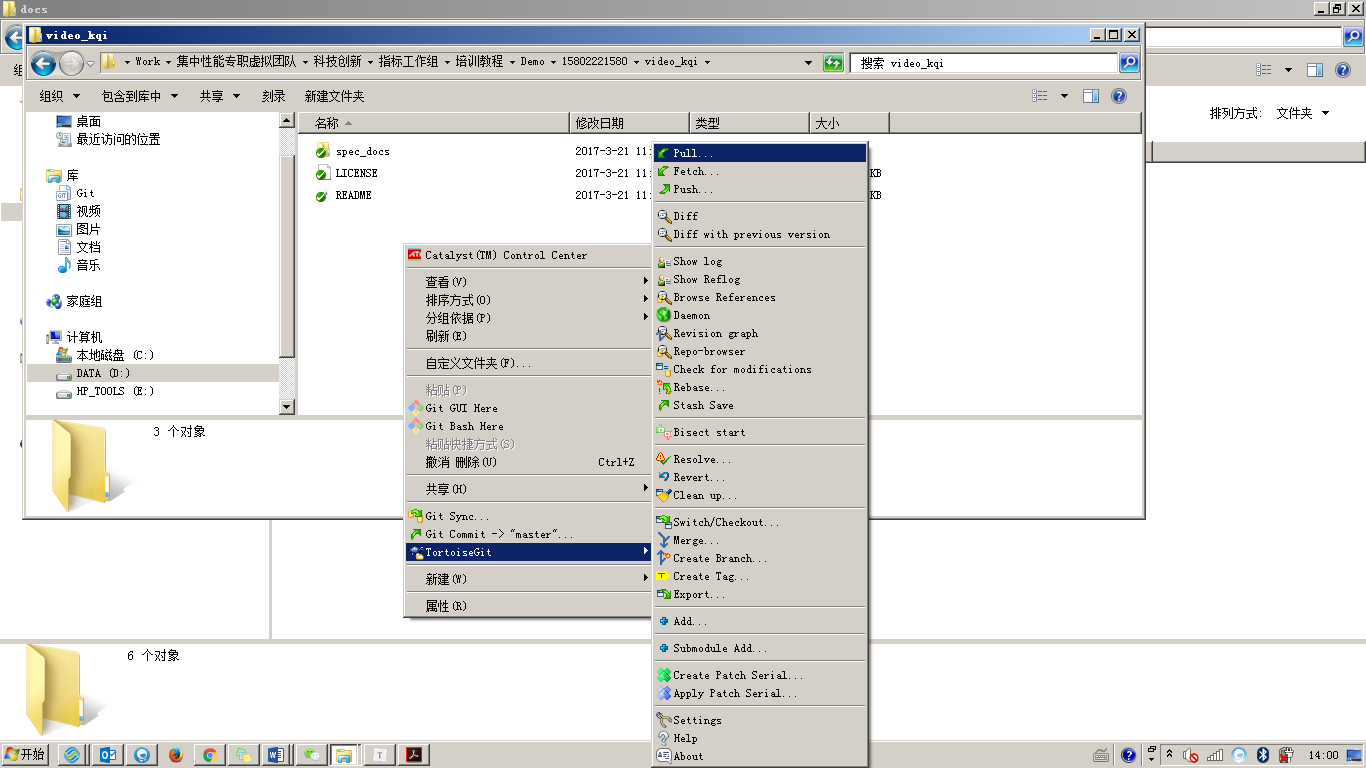 docs
video_kqi
Work 集中性能专职虚拟团队 科技创新 指标工作组 培训教程 Demo 15802221580 video_kqi
搜索 video_kqi
组织 包含到库中 共享 刻录 新建文件夹
排列方式: 文件夹
桌面
最近访问的位置
库
Git
视频
图片
文档
音乐
家庭组
计算机
本地磁盘 (C:)
DATA (D:)
HP_TOOLS (E:)
名称 修改日期 类型 大小
spec_docs 2017-3-21 11:
LICENSE 2017-3-21 11: KB
README 2017-3-21 11: KB
3 个对象
Catalyst(TM) Control Center
查看(V)
排序方式(O)
分组依据(P)
刷新(E)
自定义文件夹(F)...
粘贴(P)
Git GUI Here
Git Bash Here
粘贴快捷方式(S)
撤消 删除(U) Ctrl+Z
共享(H)
Git Sync...
Git Commit -> "master"...
TortoiseGit
新建(W)
属性(R)
Pull...
Fetch...
Push...
Diff
Diff with previous version
Show log
Show Reflog
Browse References
Daemon
Revision graph
Repo-browser
Check for modifications
Rebase...
Stash Save
Bisect start
Resolve...
Revert...
Clean up...
Switch/Checkout...
Merge...
Create Branch...
Create Tag...
Export...
Add...
Submodule Add...
Create Patch Serial...
Apply Patch Serial...
Settings
Help
About
6 个对象
开始
14:00